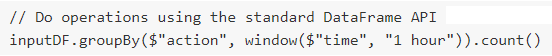 // Do operations using the standard DataFrame API
inputDF.groupBy($"action", window($"time", "1 hour")).count()